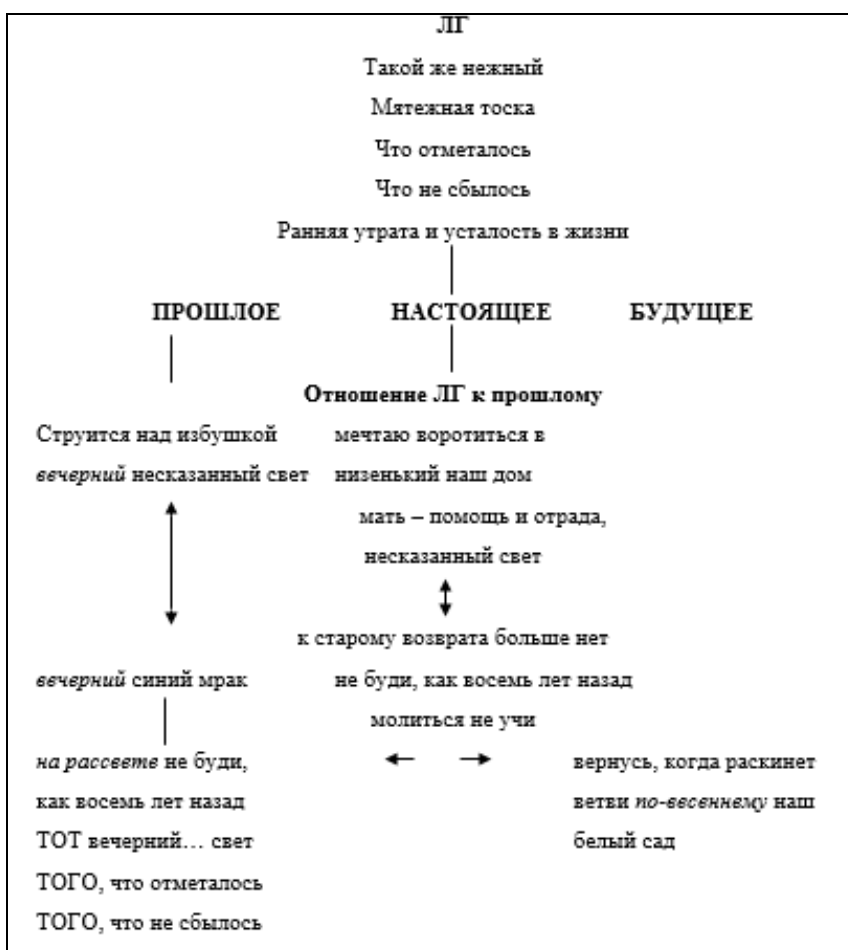 ЛГ
Такой же нежный
Мятежная тоска
Что отметалось
Что не сбылось
Ранняя утрата и усталость в жизни
ПРОШЛОЕ НАСТОЯЩЕЕ БУДУЩЕЕ
Отношение ЛГ к прошлому
Струится над избушкой мечтаю воротиться в
вечерний несказанный свет низенький наш дом
мать – помощь и отрада,
несказанный свет
к старому возврата больше нет
вечерний синий мрак не буди, как восемь лет назад
молиться не учи
на рассвете не буди, вернусь, когда раскинет
как восемь лет назад ветви по-весеннему наш
ТОТ вечерний... свет белый сад
ТОГО, что отметалось
ТОГО, что не сбылось